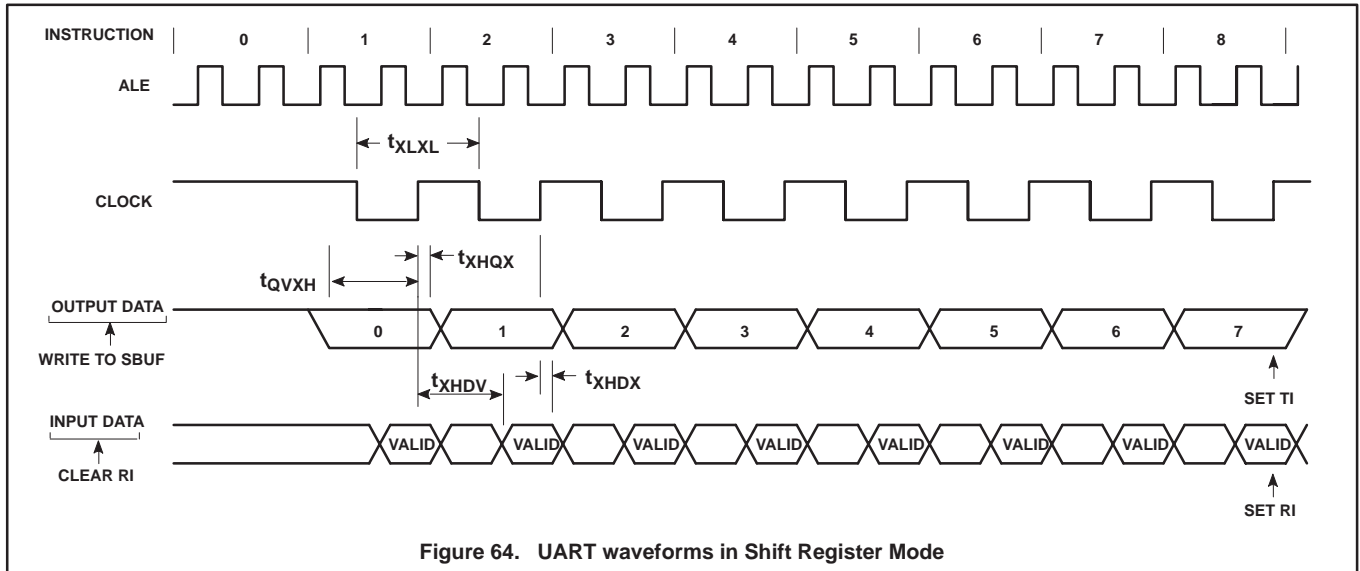 INSTRUCTION 0 1 2 3 4 5 6 7 8
ALE
tXLXL
CLOCK
tXHQX
tQVXH
OUTPUT DATA
0 1 2 3 4 5 6 7
WRITE TO SBUF
tXHDV
tXHDX
SET TI
INPUT DATA
VALID VALID VALID VALID VALID VALID VALID VALID
CLEAR RI
SET RI
Figure 64. UART waveforms in Shift Register Mode